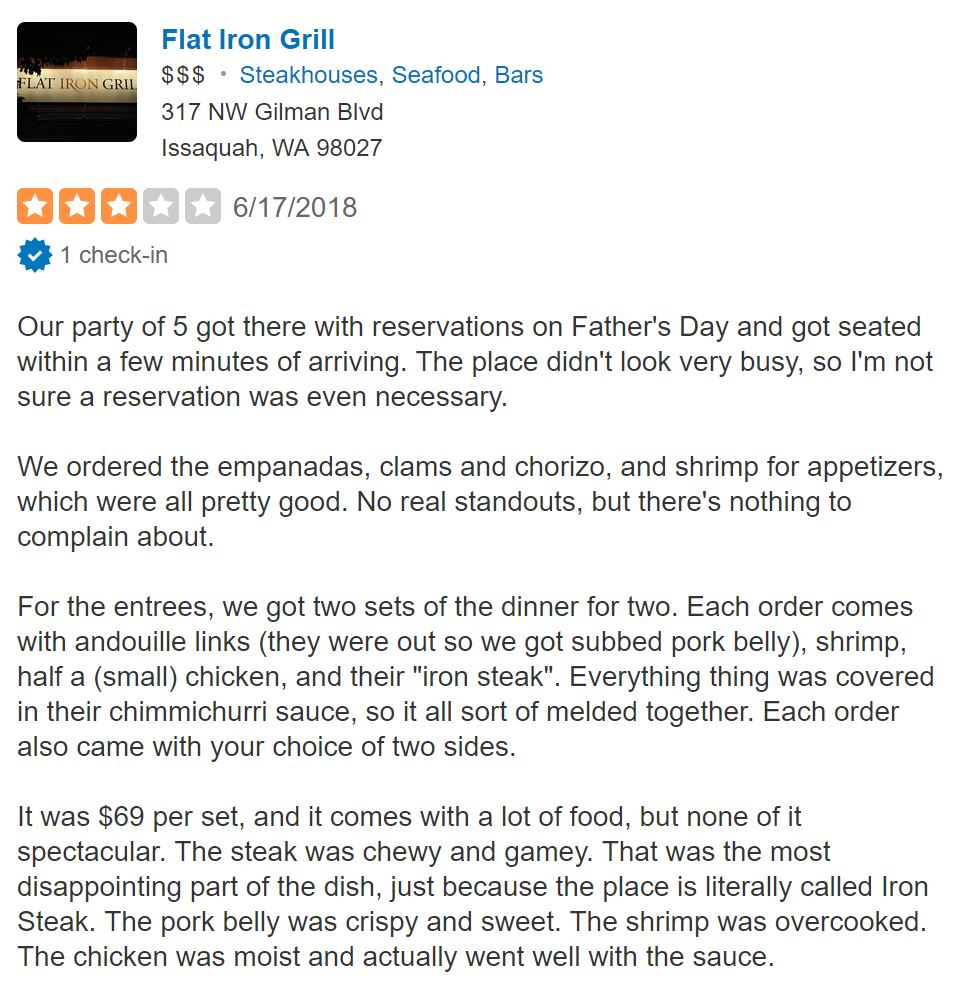 FLAT IRON GRIL
Flat Iron Grill
$$$ • Steakhouses, Seafood, Bars
317 NW Gilman Blvd
Issaquah, WA 98027
6/17/2018
1 check-in
Our party of 5 got there with reservations on Father's Day and got seated
within a few minutes of arriving. The place didn't look very busy, so I'm not
sure a reservation was even necessary.
We ordered the empanadas, clams and chorizo, and shrimp for appetizers,
which were all pretty good. No real standouts, but there's nothing to
complain about.
For the entrees, we got two sets of the dinner for two. Each order comes
with andouille links (they were out so we got subbed pork belly), shrimp,
half a (small) chicken, and their "iron steak". Everything thing was covered
in their chimmichurri sauce, so it all sort of melded together. Each order
also came with your choice of two sides.
It was $69 per set, and it comes with a lot of food, but none of it
spectacular. The steak was chewy and gamey. That was the most
disappointing part of the dish, just because the place is literally called Iron
Steak. The pork belly was crispy and sweet. The shrimp was overcooked.
The chicken was moist and actually went well with the sauce.